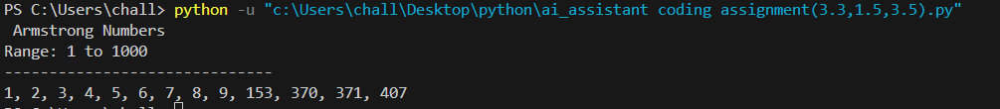 PS C:\Users\chall> python -u "c:\Users\chall\Desktop\python\ai_assistant coding assignment(3.3,1.5,3.5).py"
 Armstrong Numbers
Range: 1 to 1000
------------------------------
1, 2, 3, 4, 5, 6, 7, 8, 9, 153, 370, 371, 407